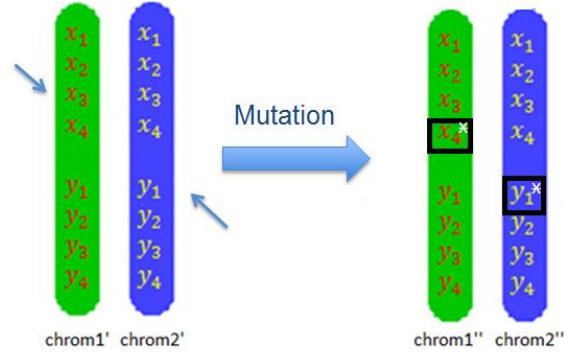 x₁ x₁ x₁ x₁
x₂ x₂ x₂ x₂
x₃ x₃ x₃ x₃
x₄ x₄ Mutation x₄* x₄
y₁ y₁ y₁ y₁*
y₂ y₂ y₂ y₂
y₃ y₃ y₃ y₃
y₄ y₄ y₄ y₄
chrom1' chrom2' chrom1'' chrom2''